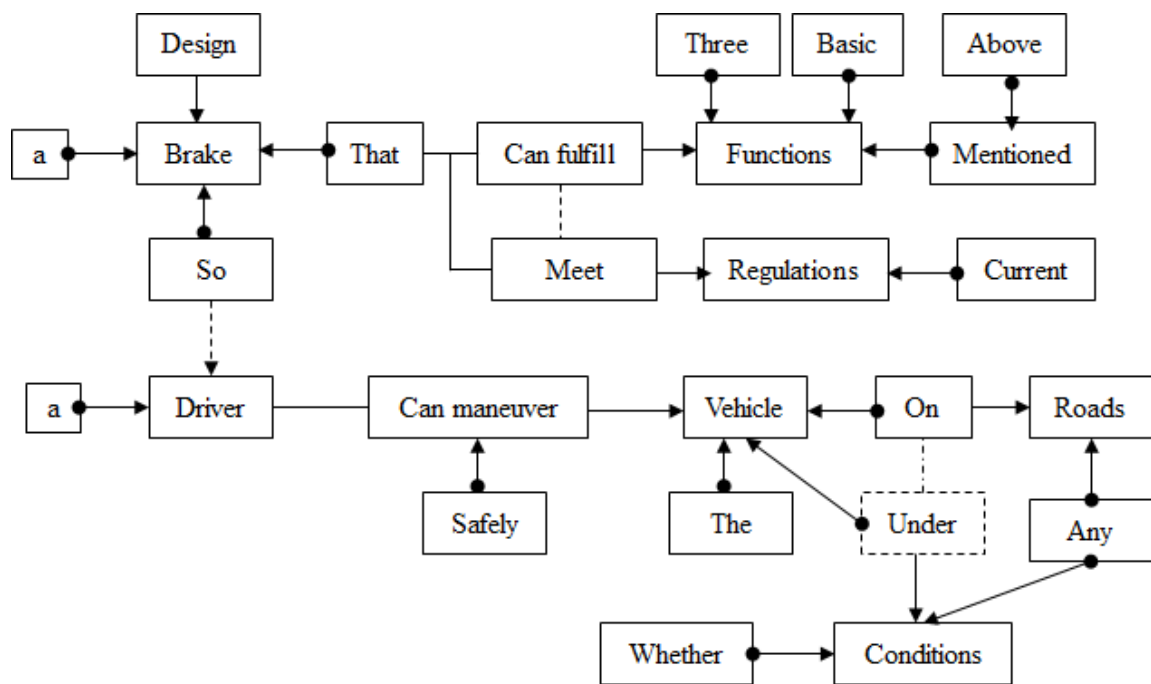 Design
Three
Basic
Above
a
Brake
That
Can fulfill
Functions
Mentioned
So
Meet
Regulations
Current
a
Driver
Can maneuver
Vehicle
On
Roads
Safely
The
Under
Any
Whether
Conditions